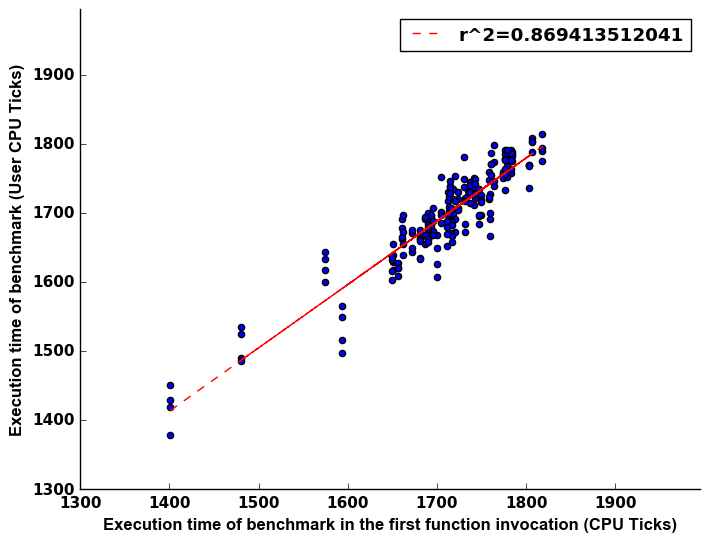 r^2=0.869413512041
Execution time of benchmark (User CPU Ticks)
1900
1800
1700
1600
1500
1400
1300
1300 1400 1500 1600 1700 1800 1900
Execution time of benchmark in the first function invocation (CPU Ticks)